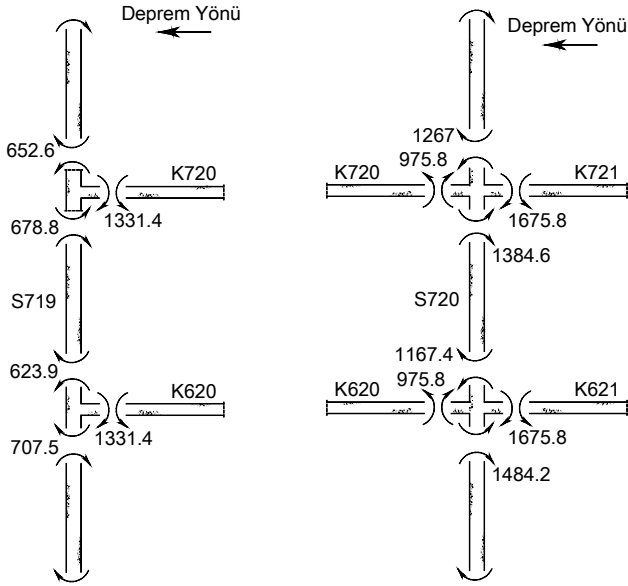 Deprem Yönü
652.6
K720
678.8
1331.4
S719
623.9
K620
707.5
1331.4
Deprem Yönü
1267
K720
975.8
K721
1675.8
1384.6
S720
1167.4
K620
975.8
K621
1675.8
1484.2